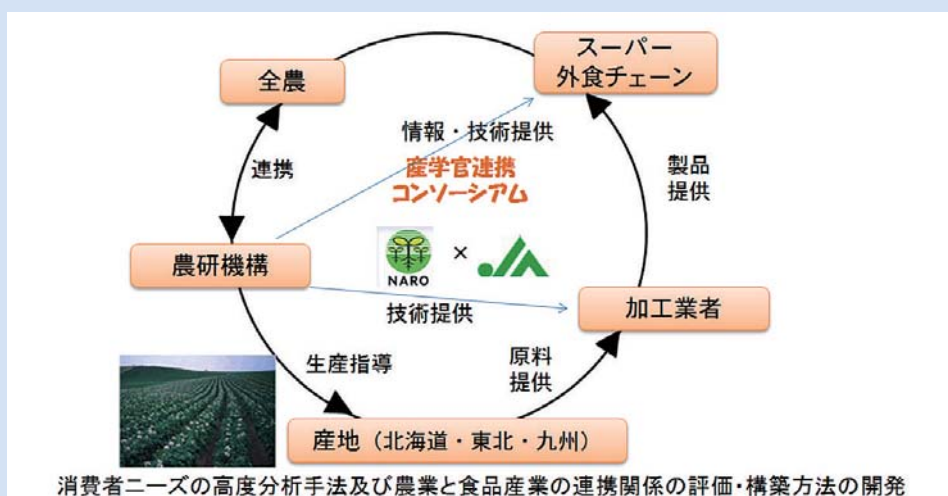 スーパー
外食チェーン
全農
情報・技術提供
連携
産学官連携
コンソーシアム
製品
提供
農研機構
NARO
×
JA
加工業者
技術提供
生産指導
原料
提供
産地（北海道・東北・九州）
消費者ニーズの高度分析手法及び農業と食品産業の連携関係の評価・構築方法の開発